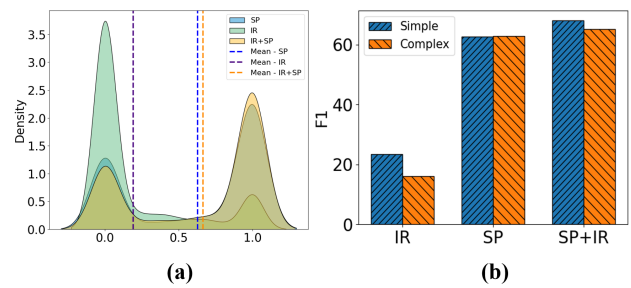 3.5
3.0
2.5
2.0
1.5
1.0
0.5
0.0
Density
SP
IR
IR+SP
Mean - SP
Mean - IR
Mean - IR+SP
0.0 0.5 1.0
(a)
60
40
20
0
F1
Simple
Complex
IR SP SP+IR
(b)